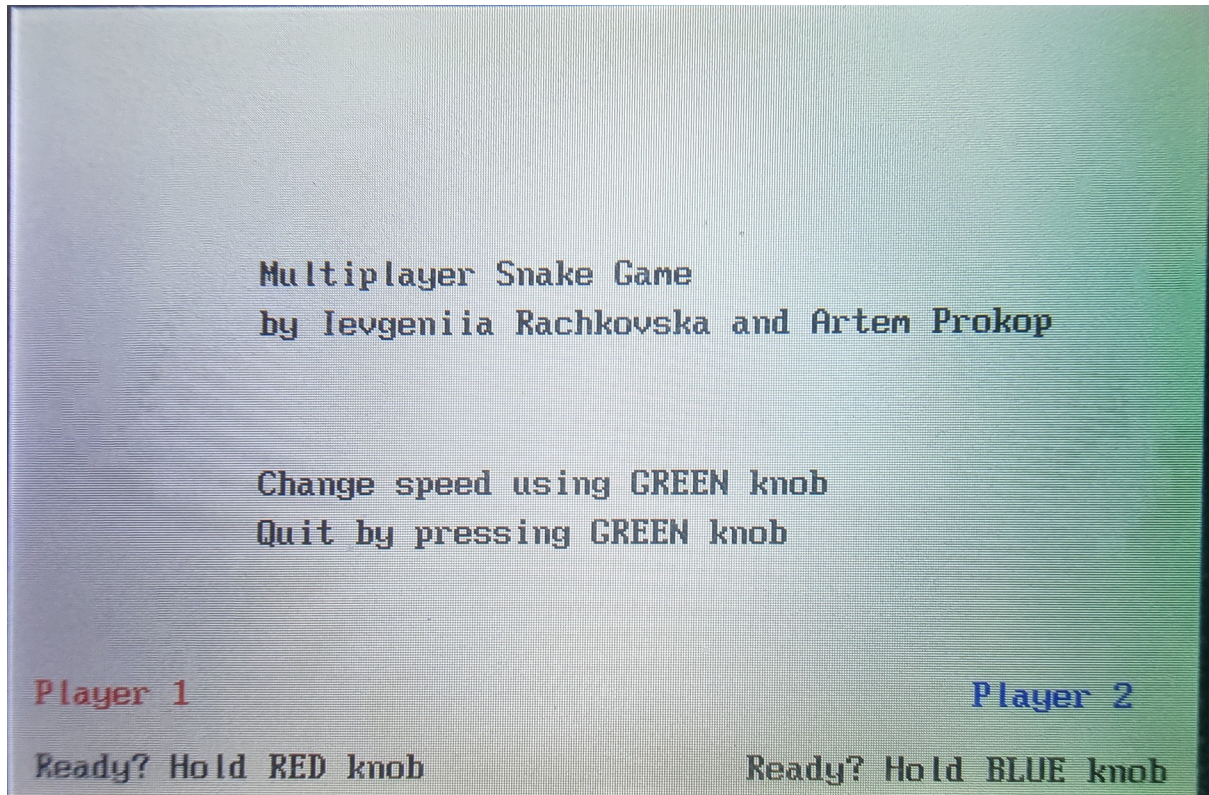 Multiplayer Snake Game
by Ievgeniia Rachkovska and Artem Prokop
Change speed using GREEN knob
Quit by pressing GREEN knob
Player 1
Player 2
Ready? Hold RED knob
Ready? Hold BLUE knob